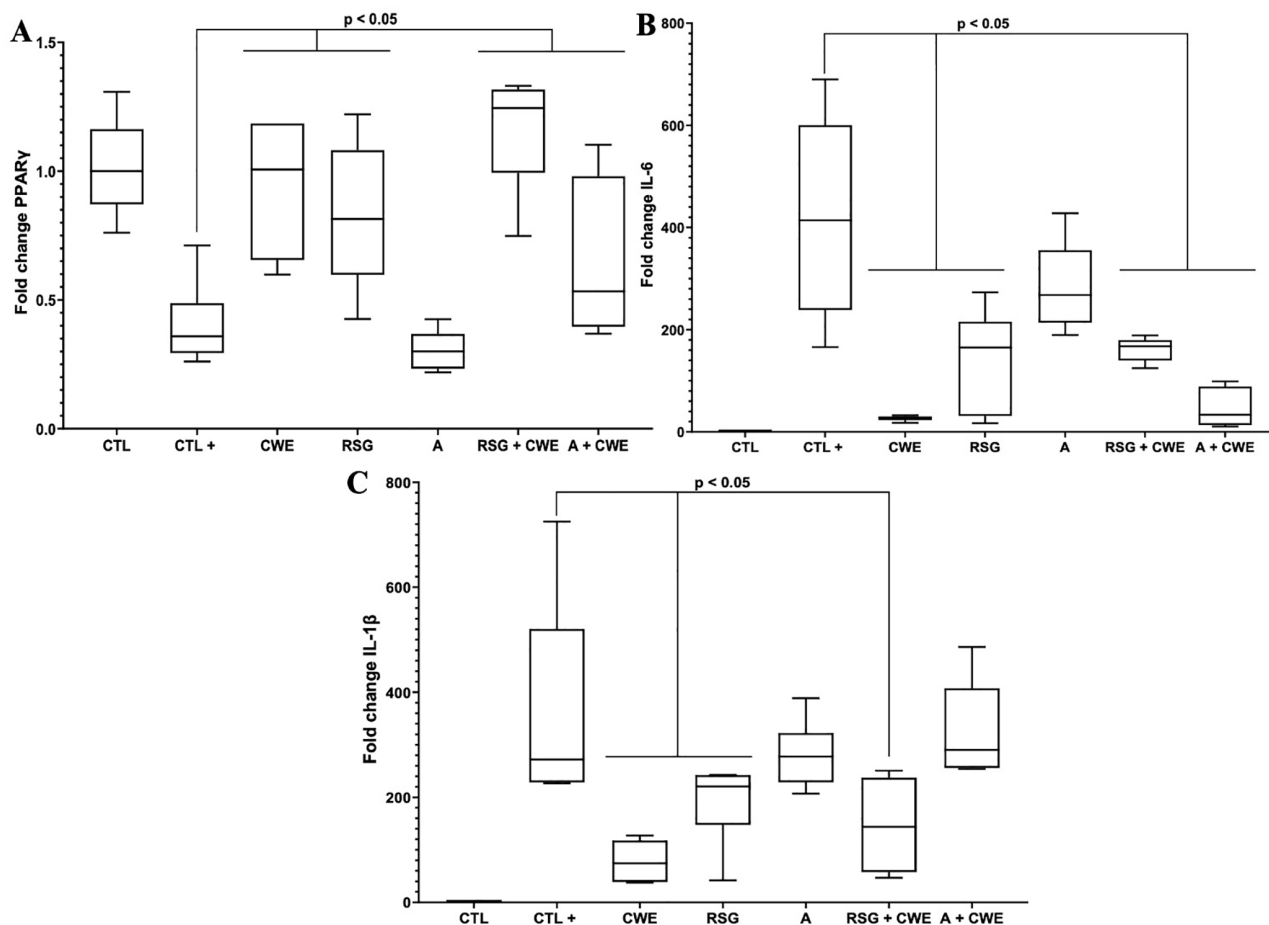 A
p < 0.05
Fold change PPARγ
1.5
1.0
0.5
0.0
CTL CTL + CWE RSG A RSG + CWE A + CWE
B
p < 0.05
Fold change IL-6
800
600
400
200
0
CTL CTL + CWE RSG A RSG + CWE A + CWE
C
p < 0.05
Fold change IL-1β
800
600
400
200
0
CTL CTL + CWE RSG A RSG + CWE A + CWE